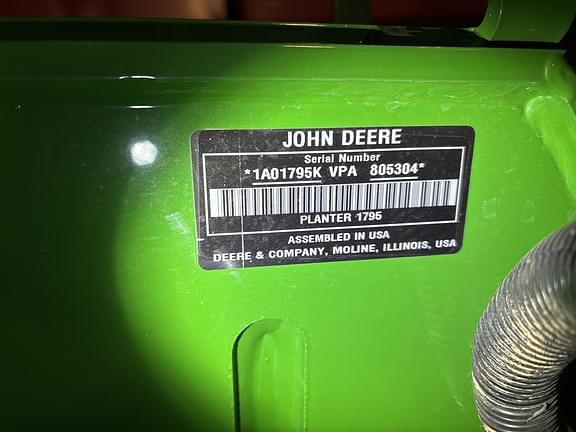 JOHN DEERE
Serial Number
*1A01795K VPA 805304*
PLANTER 1795
ASSEMBLED IN USA
DEERE & COMPANY, MOLINE, ILLINOIS, USA